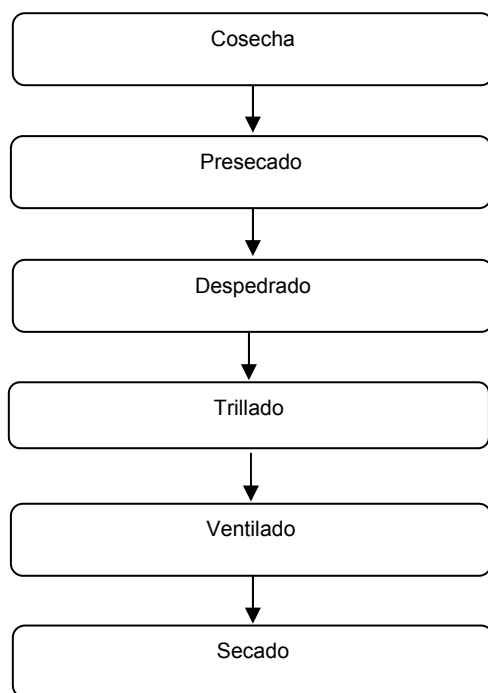 Cosecha
Presecado
Despedrado
Trillado
Ventilado
Secado